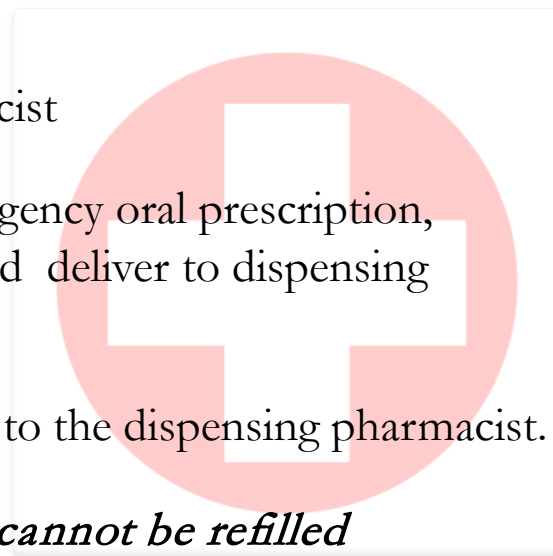 cist
gency oral prescription,
d deliver to dispensing
to the dispensing pharmacist.
cannot be refilled